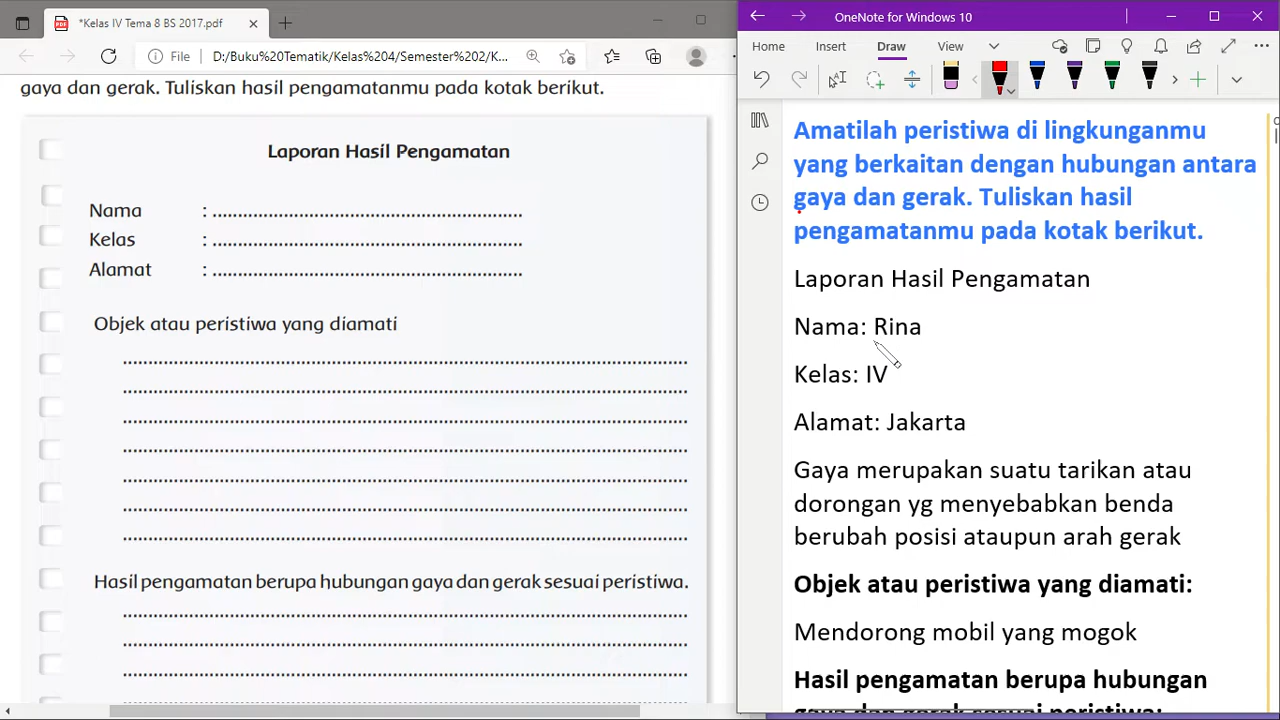 *Kelas IV Tema 8 BS 2017.pdf
File
D:/Buku%20Tematik/Kelas%204/Semester%202/K...
gaya dan gerak. Tuliskan hasil pengamatanmu pada kotak berikut.
Laporan Hasil Pengamatan
Nama : ............................................................
Kelas : ............................................................
Alamat : ............................................................
Objek atau peristiwa yang diamati
Hasil pengamatan berupa hubungan gaya dan gerak sesuai peristiwa.
OneNote for Windows 10
Home Insert Draw View
Amatilah peristiwa di lingkunganmu
yang berkaitan dengan hubungan antara
gaya dan gerak. Tuliskan hasil
pengamatanmu pada kotak berikut.
Laporan Hasil Pengamatan
Nama: Rina
Kelas: IV
Alamat: Jakarta
Gaya merupakan suatu tarikan atau
dorongan yg menyebabkan benda
berubah posisi ataupun arah gerak
Objek atau peristiwa yang diamati:
Mendorong mobil yang mogok
Hasil pengamatan berupa hubungan
gaya dan gerak sesuai peristiwa: